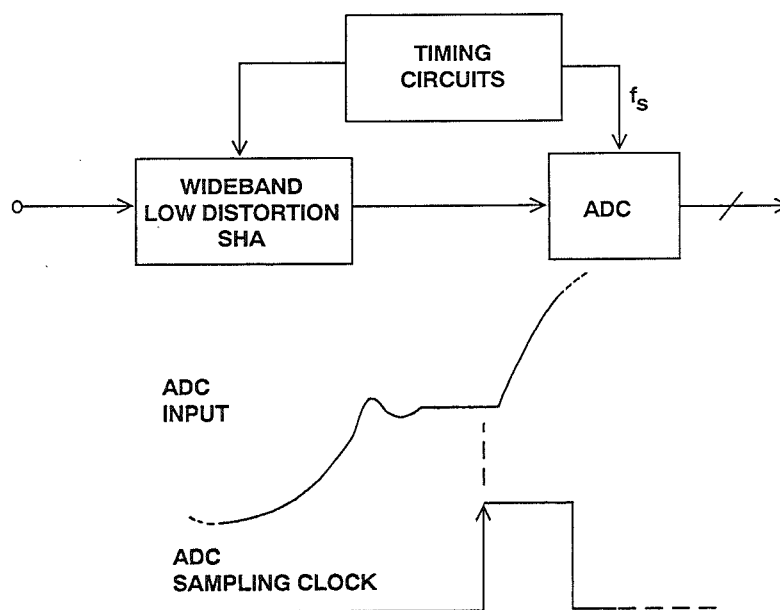 TIMING
CIRCUITS
fs
WIDEBAND
LOW DISTORTION
SHA
ADC
ADC
INPUT
ADC
SAMPLING CLOCK